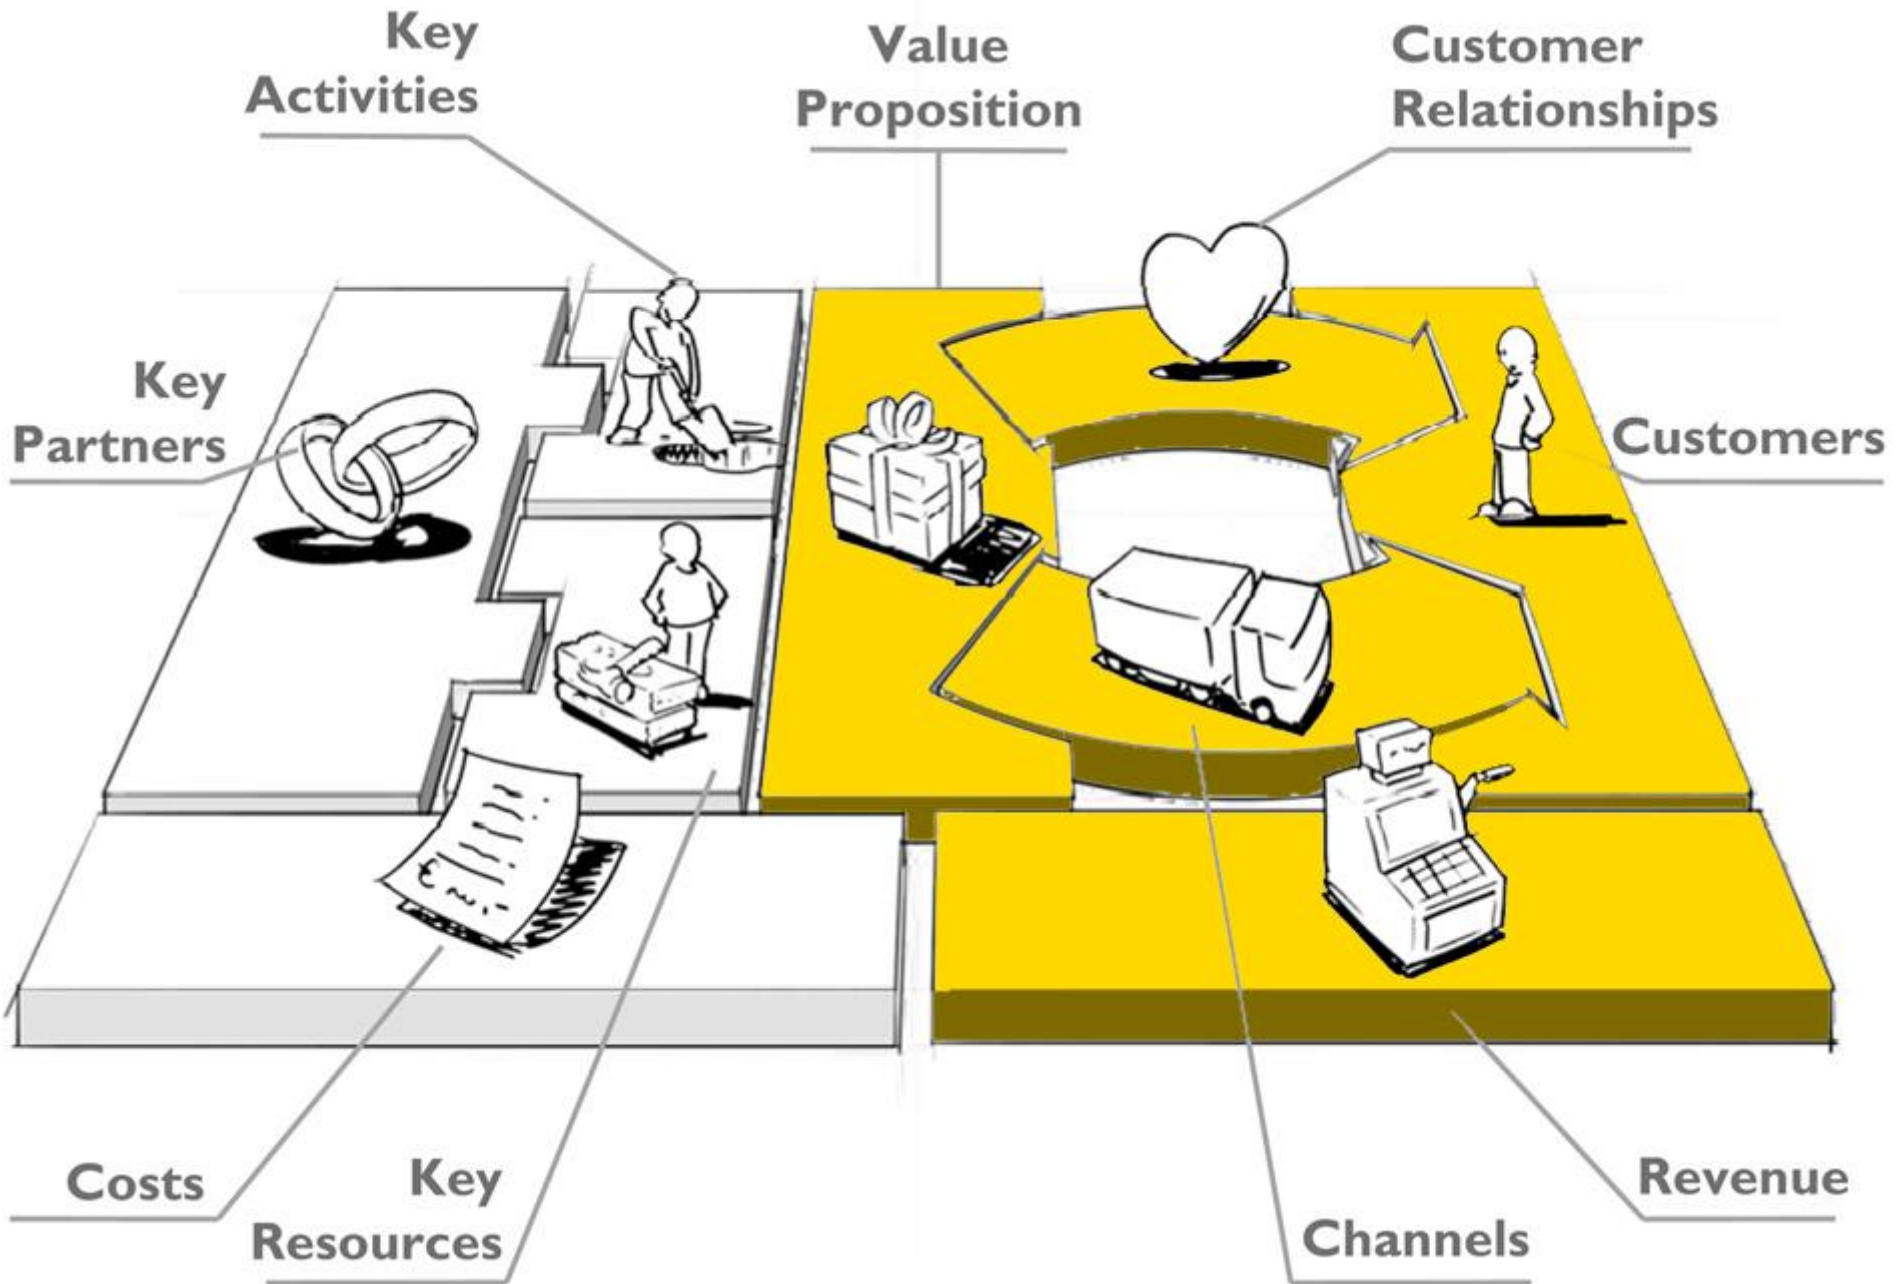 Key
Activities
Value
Proposition
Customer
Relationships
Key
Partners
Customers
Costs
Key
Resources
Revenue
Channels